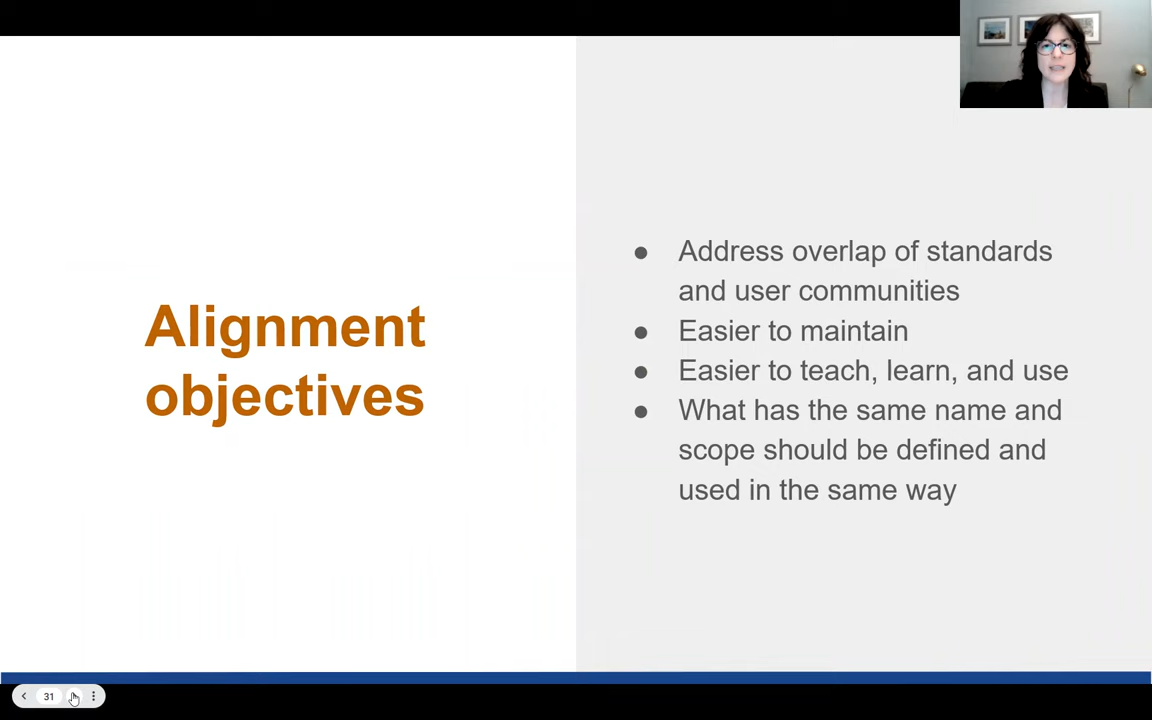 Alignment
objectives
● Address overlap of standards
and user communities
● Easier to maintain
● Easier to teach, learn, and use
● What has the same name and
scope should be defined and
used in the same way
31